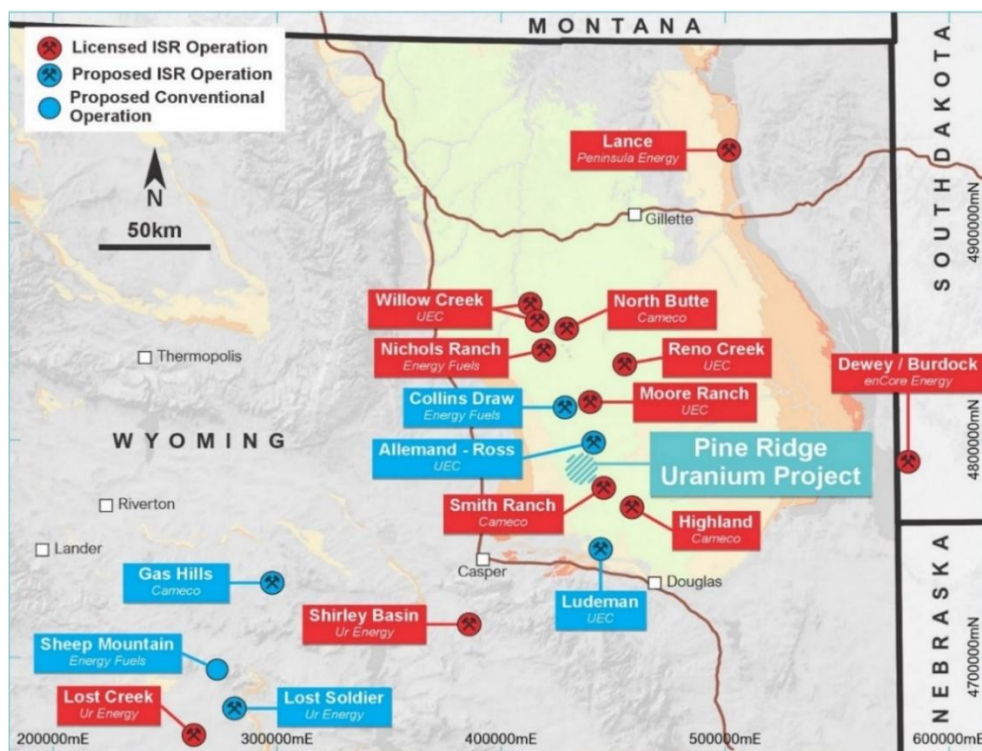 MONTANA
Licensed ISR Operation
Proposed ISR Operation
Proposed Conventional
Operation
N
50km
SOUTH DAKOTA
4900000mN
Lance
Peninsula Energy
Gillette
Willow Creek
UEC
North Butte
Cameco
Thermopolis
Nichols Ranch
Energy Fuels
Reno Creek
UEC
Dewey / Burdock
enCore Energy
Collins Draw
Energy Fuels
Moore Ranch
UEC
WYOMING
Allemand - Ross
UEC
Pine Ridge
Uranium Project
4800000mN
Riverton
Smith Ranch
Cameco
Highland
Cameco
Lander
Casper
Gas Hills
Cameco
Douglas
Ludeman
UEC
Shirley Basin
Ur Energy
NEBRASKA
Sheep Mountain
Energy Fuels
4700000mN
Lost Creek
Ur Energy
Lost Soldier
Ur Energy
200000mE
300000mE
400000mE
500000mE
600000mE